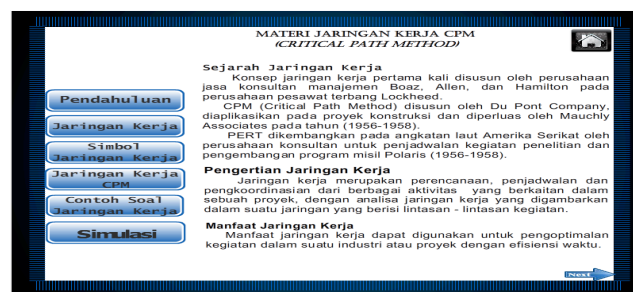 MATERI JARINGAN KERJA CPM
(CRITICAL PATH METHOD)
Sejarah Jaringan Kerja
Konsep jaringan kerja pertama kali disusun oleh perusahaan
jasa konsultan manajemen Boaz, Allen, dan Hamilton pada
perusahaan pesawat terbang Lockheed.
CPM (Critical Path Method) disusun oleh Du Pont Company,
diaplikasikan pada proyek konstruksi dan diperluas oleh Mauchly
Associates pada tahun (1956-1958).
PERT dikembangkan pada angkatan laut Amerika Serikat oleh
perusahaan konsultan untuk penjadwalan kegiatan penelitian dan
pengembangan program misil Polaris (1956-1958).
Pengertian Jaringan Kerja
Jaringan kerja merupakan perencanaan, penjadwalan dan
pengkoordinasian dari berbagai aktivitas yang berkaitan dalam
sebuah proyek, dengan analisa jaringan kerja yang digambarkan
dalam suatu jaringan yang berisi lintasan - lintasan kegiatan.
Manfaat Jaringan Kerja
Manfaat jaringan kerja dapat digunakan untuk pengoptimalan
kegiatan dalam suatu industri atau proyek dengan efisiensi waktu.
Pendahuluan
Jaringan Kerja
Simbol
Jaringan Kerja
Jaringan Kerja
CPM
Contoh Soal
Jaringan Kerja
Simulasi
Next